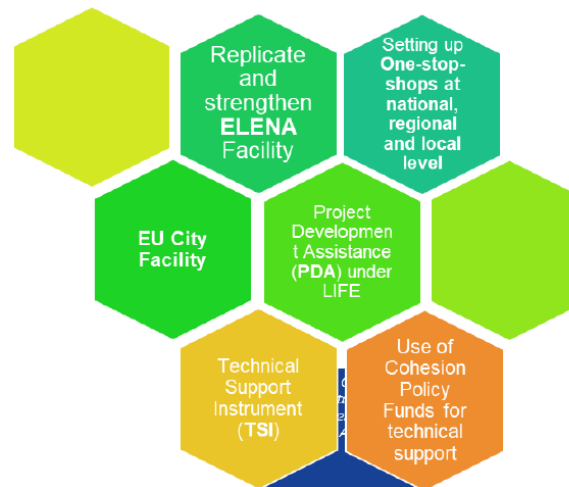 Replicate
and
strengthen
ELENA
Facility
Setting up
One-stop-
shops at
national,
regional
and local
level
EU City
Facility
Project
Developmen
t Assistance
(PDA) under
LIFE
Technical
Support
Instrument
(TSI)
Use of
Cohesion
Policy
Funds for
technical
support